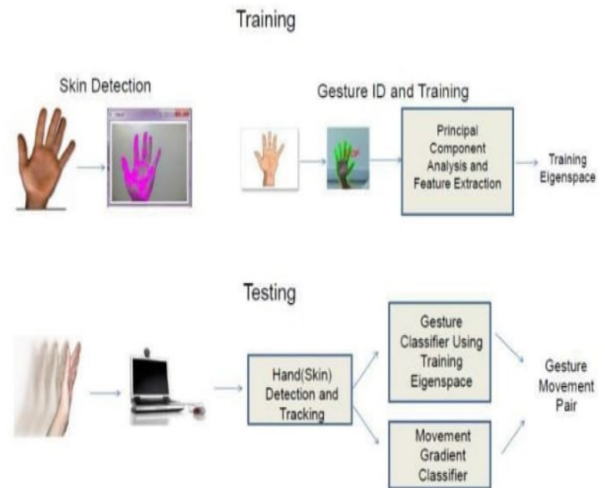 Training
Skin Detection
Gesture ID and Training
Principal
Component
Analysis and
Feature Extraction
Training
Eigenspace
Testing
Hand(Skin)
Detection and
Tracking
Gesture
Classifier Using
Training
Eigenspace
Movement
Gradient
Classifier
Gesture
Movement
Pair